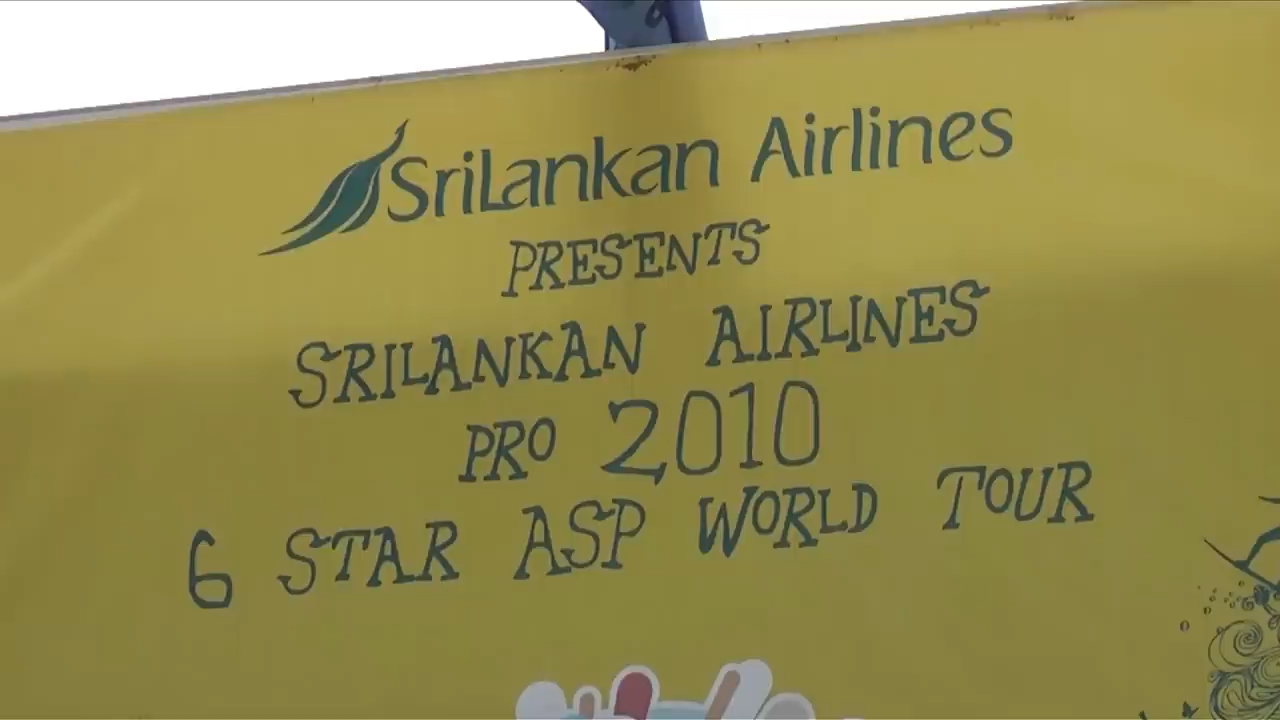 SriLankan Airlines
PRESENTS
SRILANKAN AIRLINES
PRO 2010
6 STAR ASP WORLD TOUR